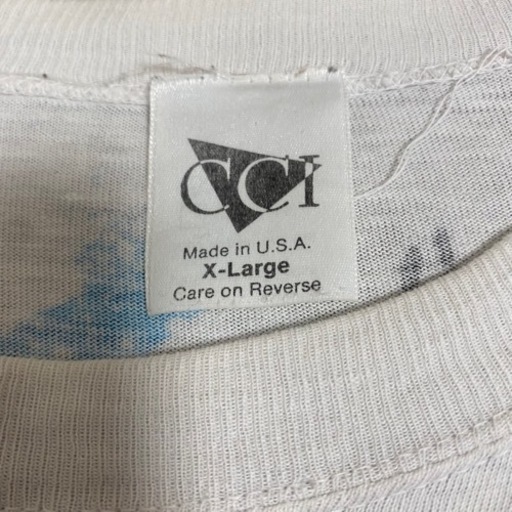 CCI
Made in U.S.A.
X-Large
Care on Reverse